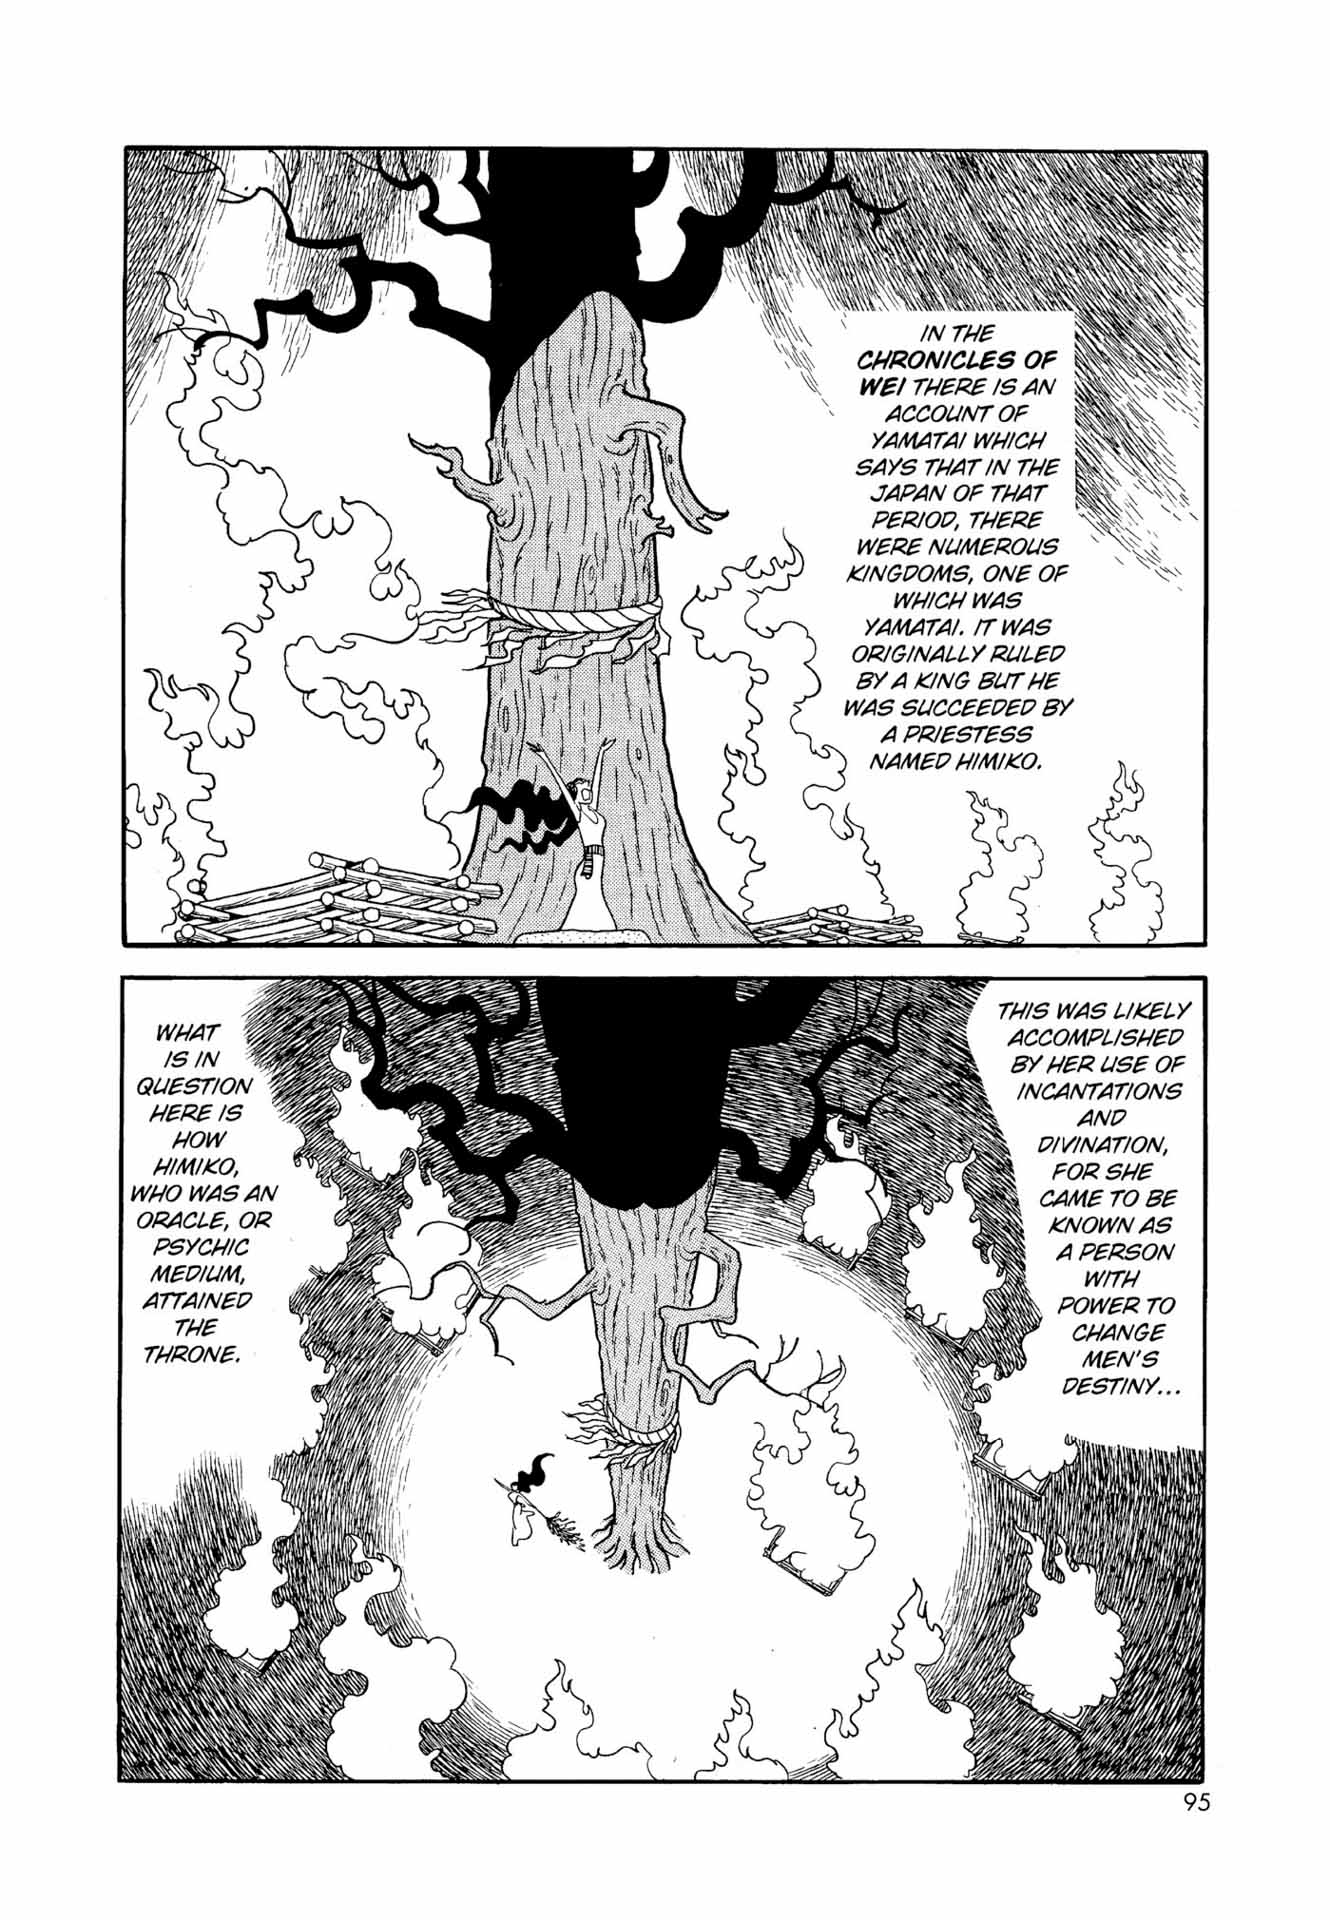 IN THE
CHRONICLES OF
WEI THERE IS AN
ACCOUNT OF
YAMATAI WHICH
SAYS THAT IN THE
JAPAN OF THAT
PERIOD, THERE
WERE NUMEROUS
KINGDOMS, ONE OF
WHICH WAS
YAMATAI. IT WAS
ORIGINALLY RULED
BY A KING BUT HE
WAS SUCCEEDED BY
A PRIESTESS
NAMED HIMIKO.
WHAT
IS IN
QUESTION
HERE IS
HOW
HIMIKO,
WHO WAS AN
ORACLE, OR
PSYCHIC
MEDIUM,
ATTAINED
THE
THRONE.
THIS WAS LIKELY
ACCOMPLISHED
BY HER USE OF
INCANTATIONS
AND
DIVINATION,
FOR SHE
CAME TO BE
KNOWN AS
A PERSON
WITH
POWER TO
CHANGE
MEN'S
DESTINY...
95